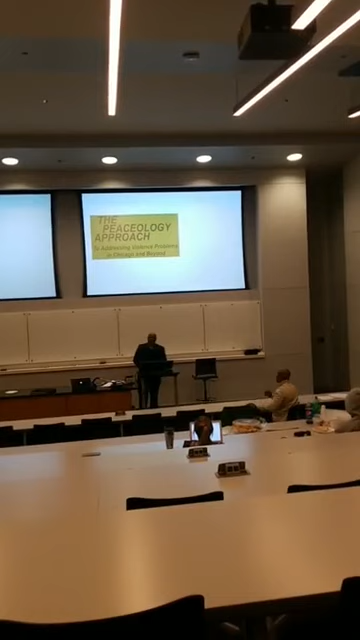 THE
PEACEOLOGY
APPROACH
To Addressing Violence Problems
in Chicago and Beyond